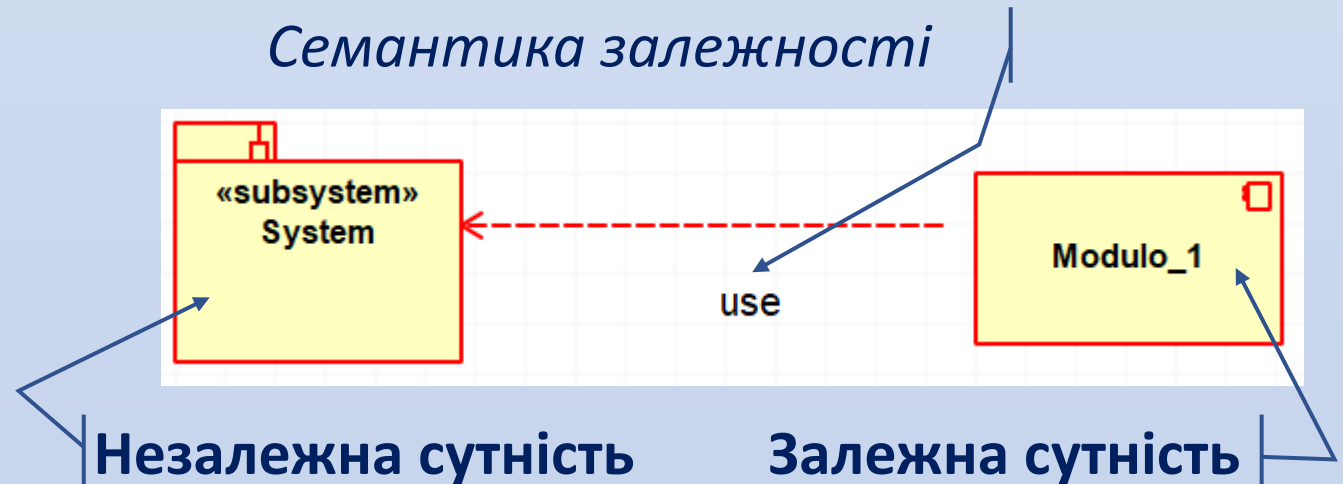 Семантика залежності
«subsystem»
System
Modulo_1
use
Незалежна сутність
Залежна сутність